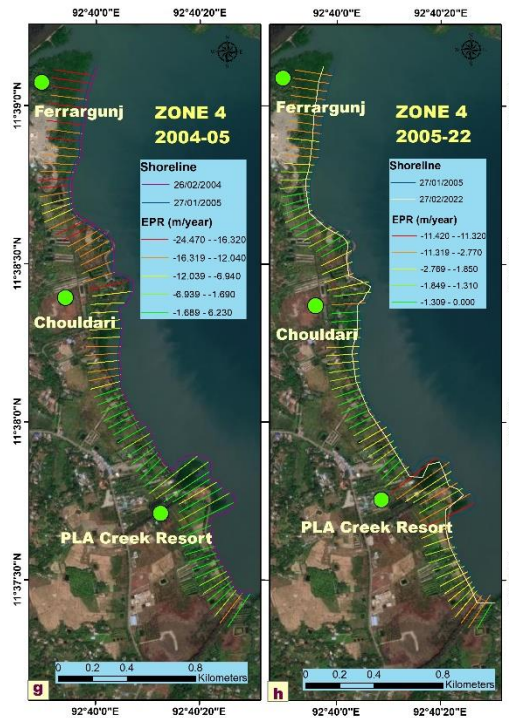 92°40'0"E
92°40'20"E
92°40'0"E
92°40'20"E
11°39'0"N
11°38'30"N
11°38'0"N
11°37'30"N
Ferrargunj
ZONE 4
2004-05
Shoreline
26/02/2004
27/01/2005
EPR (m/year)
-24.470 - -16.320
-16.319 - -12.040
-12.039 - -6.940
-6.939 - -1.690
-1.689 - 6.230
Chouldari
PLA Creek Resort
0 0.2 0.4 0.8
Kilometers
g
92°40'0"E
92°40'20"E
Ferrargunj
ZONE 4
2005-22
Shoreline
27/01/2005
27/02/2022
EPR (m/year)
-11.420 - -11.320
-11.319 - -2.770
-2.769 - -1.850
-1.849 - -1.310
-1.309 - 0.000
Chouldari
PLA Creek Resort
0 0.2 0.4 0.8
Kilometers
h
92°40'0"E
92°40'20"E